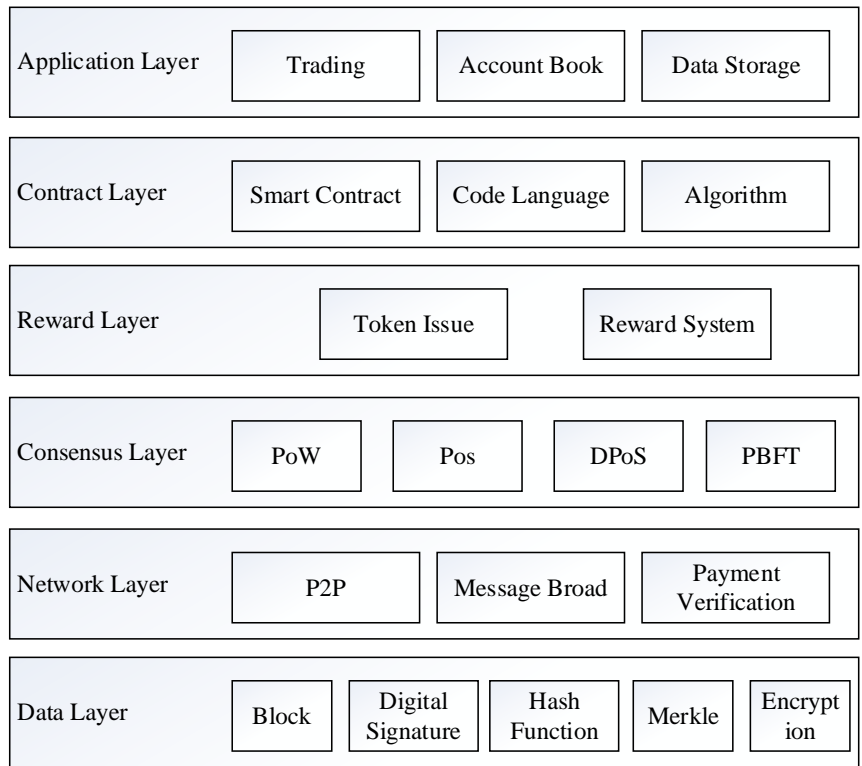 Application Layer
Trading
Account Book
Data Storage
Contract Layer
Smart Contract
Code Language
Algorithm
Reward Layer
Token Issue
Reward System
Consensus Layer
PoW
Pos
DPoS
PBFT
Network Layer
P2P
Message Broad
Payment
Verification
Data Layer
Block
Digital
Signature
Hash
Function
Merkle
Encrypt
ion